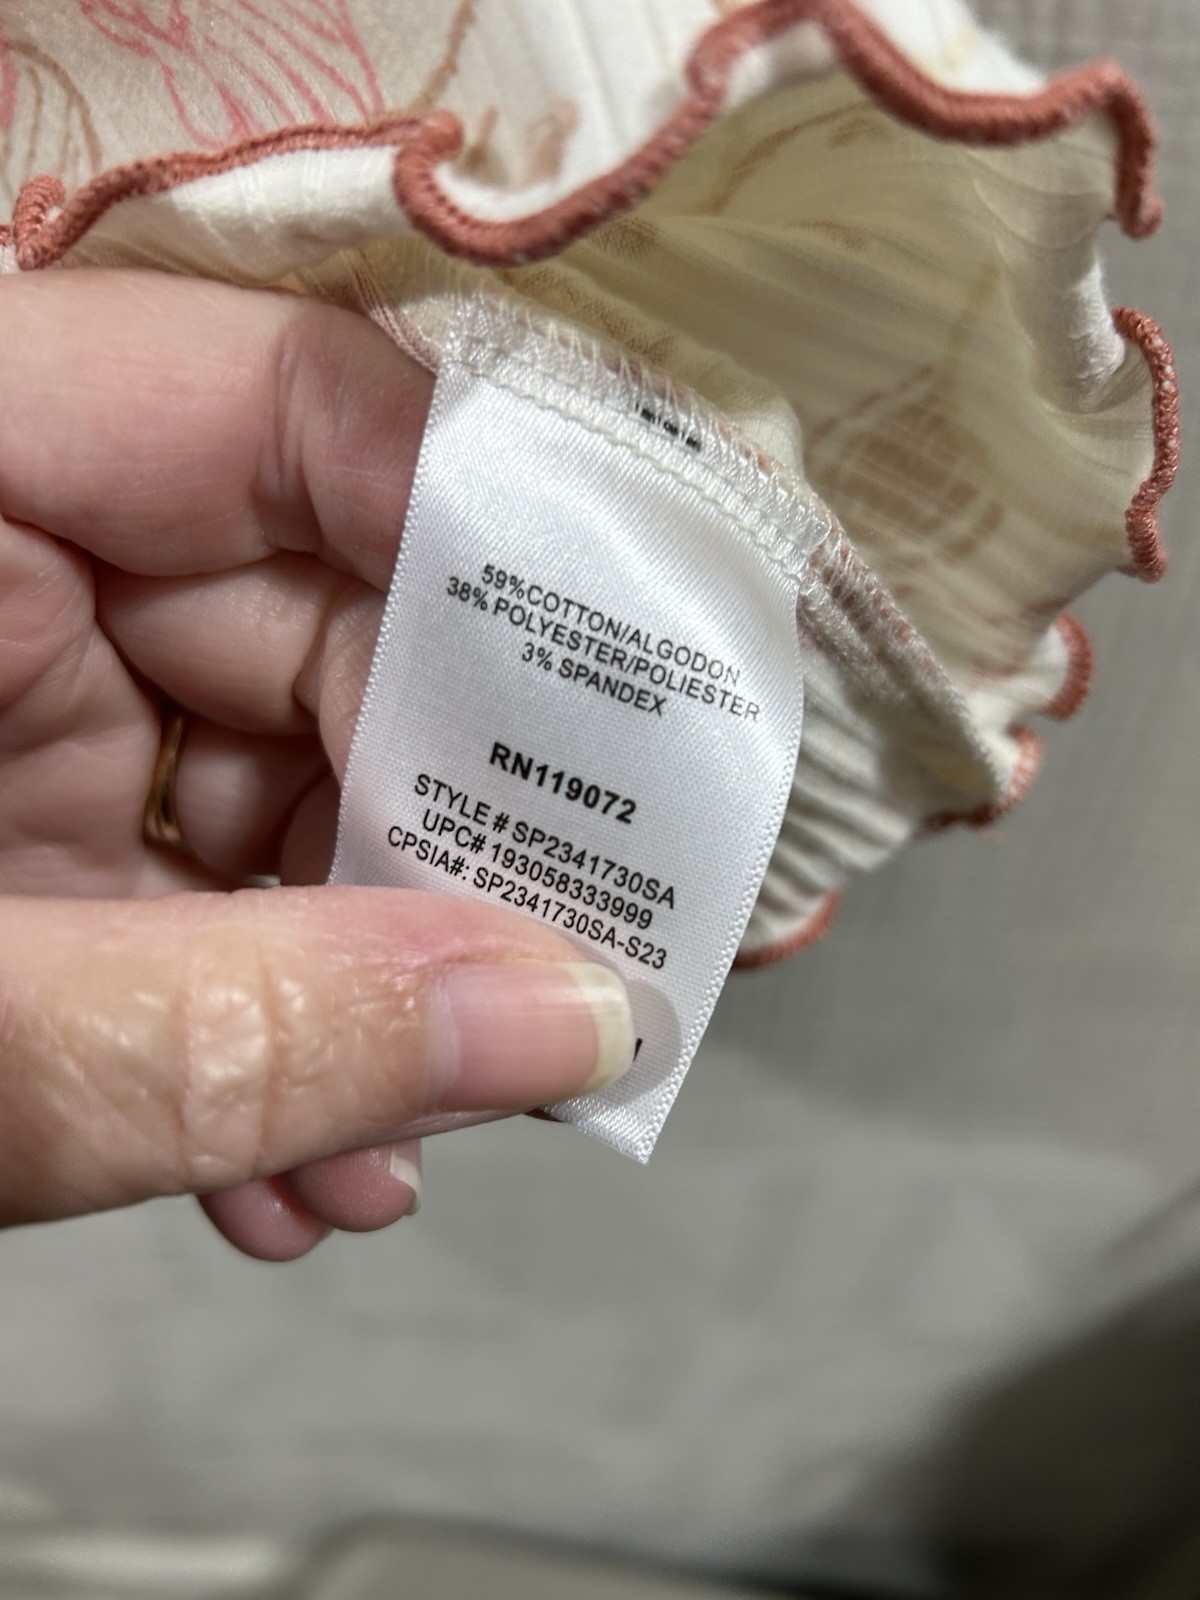 59%COTTON/ALGODON
38% POLYESTER/POLIESTER
3% SPANDEX
RN119072
STYLE # SP2341730SA
UPC# 193058333999
CPSIA#: SP2341730SA-S23